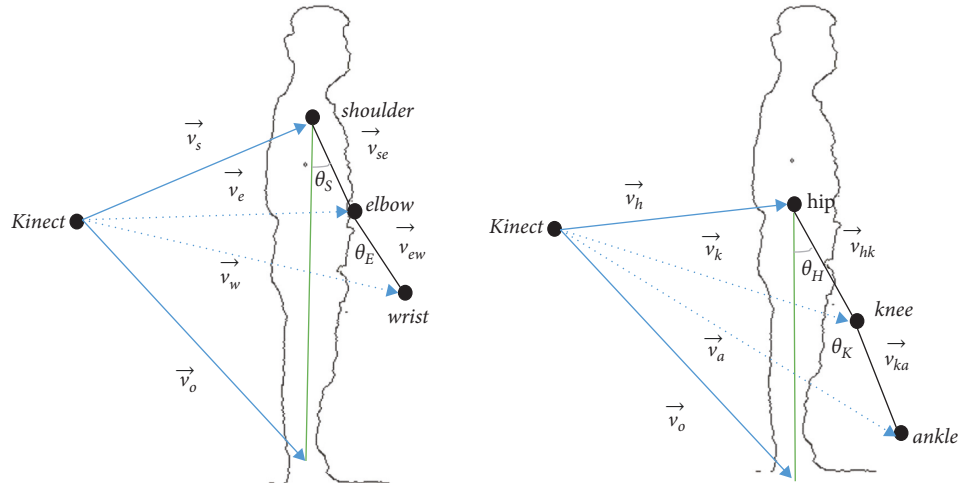 shoulder
→v_s
→v_se
θ_S
→v_e
elbow
Kinect
θ_E
→v_ew
→v_w
wrist
→v_o
hip
→v_h
Kinect
→v_k
→v_hk
θ_H
knee
θ_K
→v_a
→v_ka
→v_o
ankle